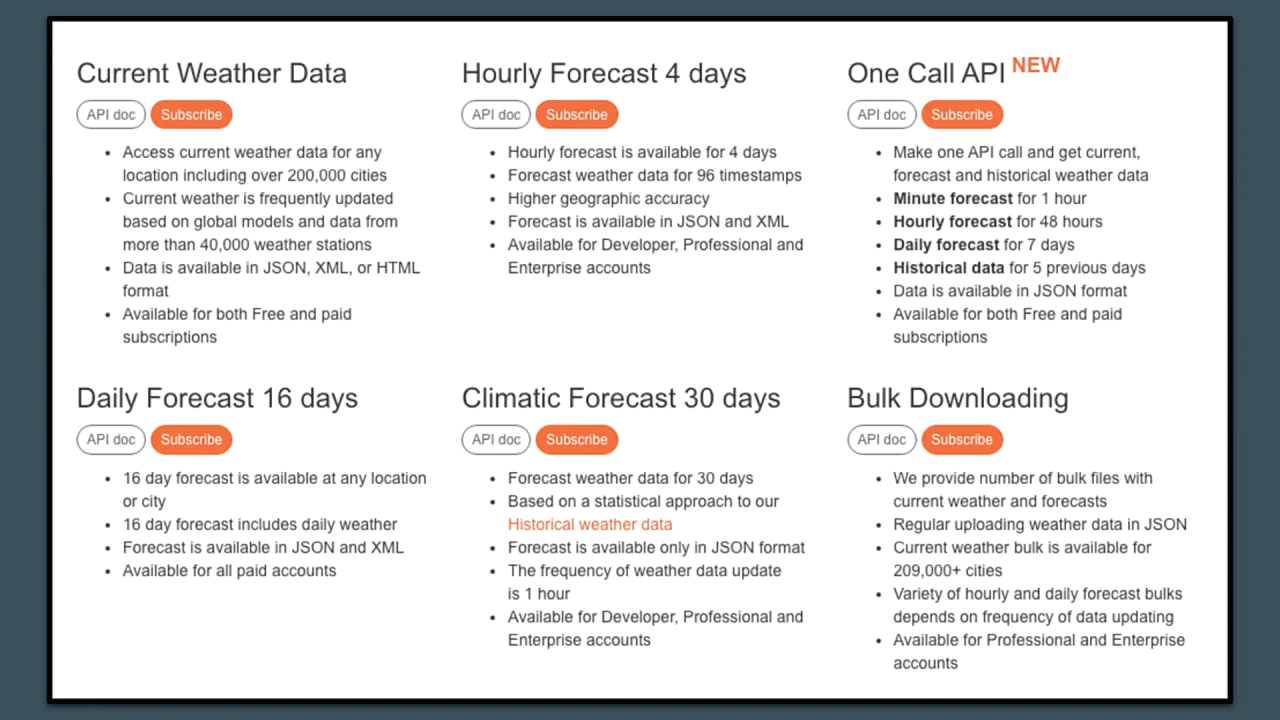 Current Weather Data
API doc Subscribe
Access current weather data for any
location including over 200,000 cities
Current weather is frequently updated
based on global models and data from
more than 40,000 weather stations
Data is available in JSON, XML, or HTML
format
Available for both Free and paid
subscriptions
Hourly Forecast 4 days
API doc Subscribe
Hourly forecast is available for 4 days
Forecast weather data for 96 timestamps
Higher geographic accuracy
Forecast is available in JSON and XML
Available for Developer, Professional and
Enterprise accounts
One Call API NEW
API doc Subscribe
Make one API call and get current,
forecast and historical weather data
Minute forecast for 1 hour
Hourly forecast for 48 hours
Daily forecast for 7 days
Historical data for 5 previous days
Data is available in JSON format
Available for both Free and paid
subscriptions
Daily Forecast 16 days
API doc Subscribe
16 day forecast is available at any location
or city
16 day forecast includes daily weather
Forecast is available in JSON and XML
Available for all paid accounts
Climatic Forecast 30 days
API doc Subscribe
Forecast weather data for 30 days
Based on a statistical approach to our
Historical weather data
Forecast is available only in JSON format
The frequency of weather data update
is 1 hour
Available for Developer, Professional and
Enterprise accounts
Bulk Downloading
API doc Subscribe
We provide number of bulk files with
current weather and forecasts
Regular uploading weather data in JSON
Current weather bulk is available for
209,000+ cities
Variety of hourly and daily forecast bulks
depends on frequency of data updating
Available for Professional and Enterprise
accounts